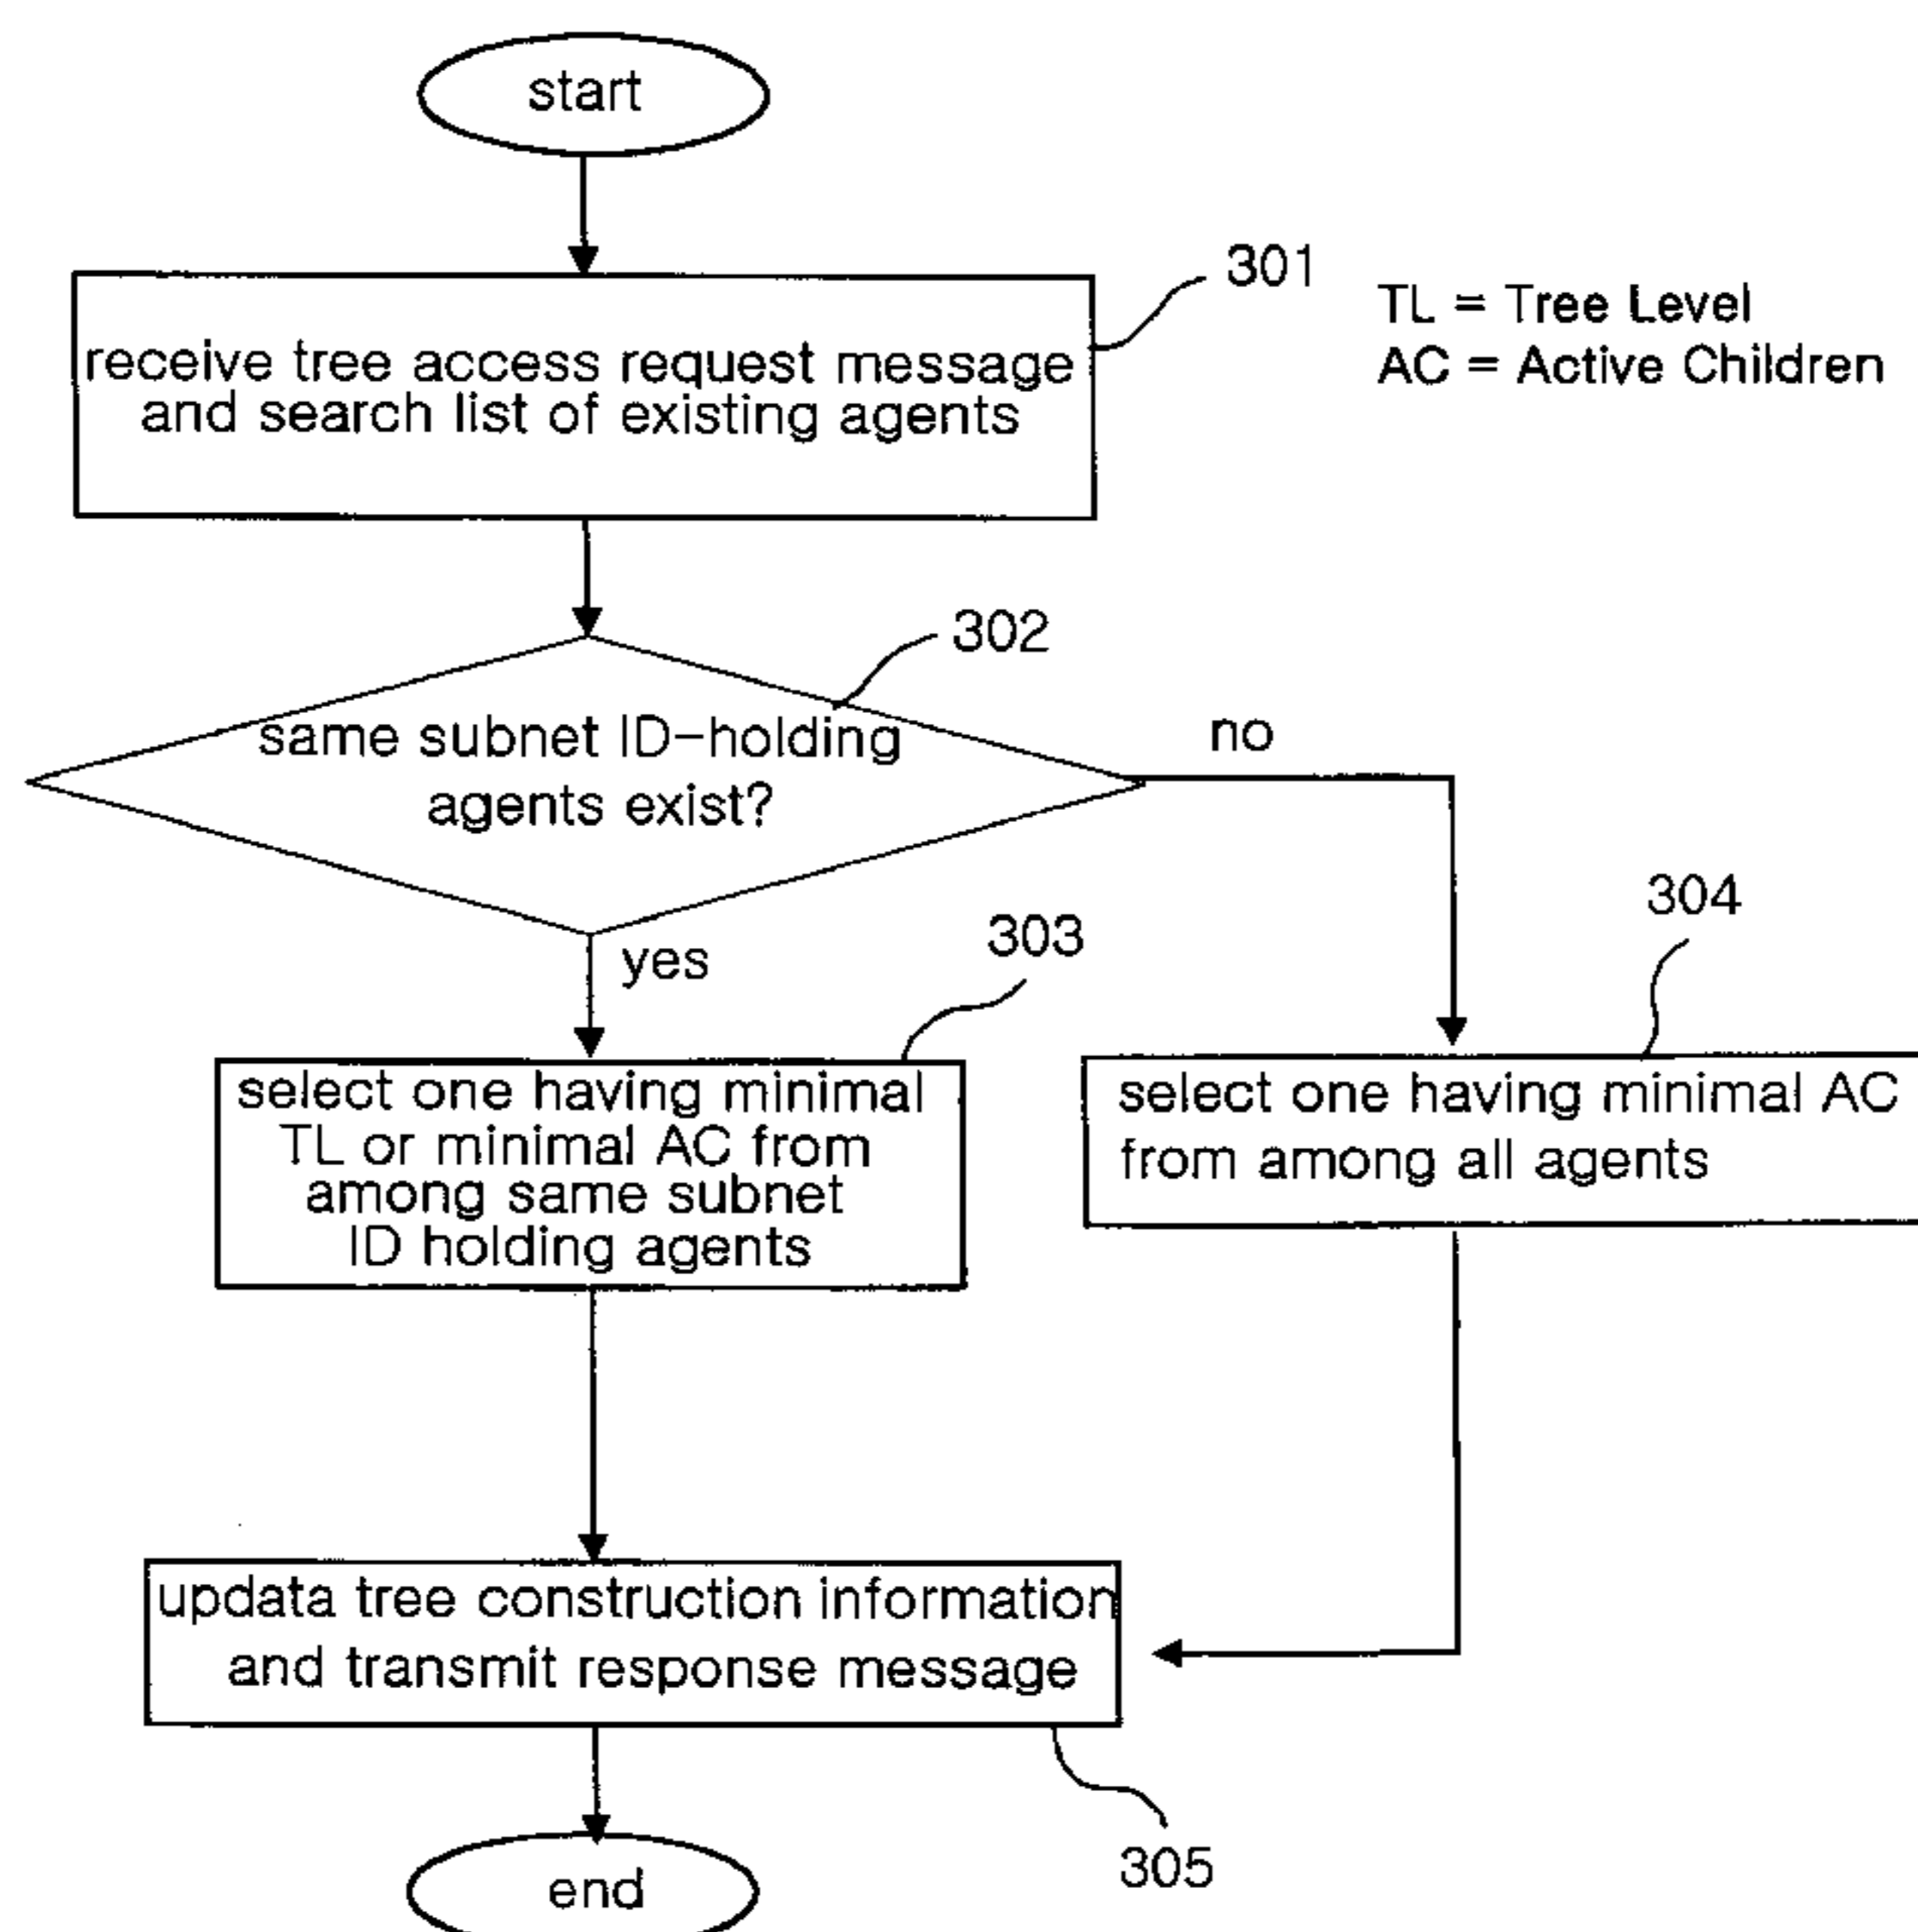 start
301
TL = Tree Level
AC = Active Children
receive tree access request message
and search list of existing agents
302
same subnet ID-holding
agents exist?
no
yes
303
304
select one having minimal
TL or minimal AC from
among same subnet
ID holding agents
select one having minimal AC
from among all agents
updata tree construction information
and transmit response message
305
end